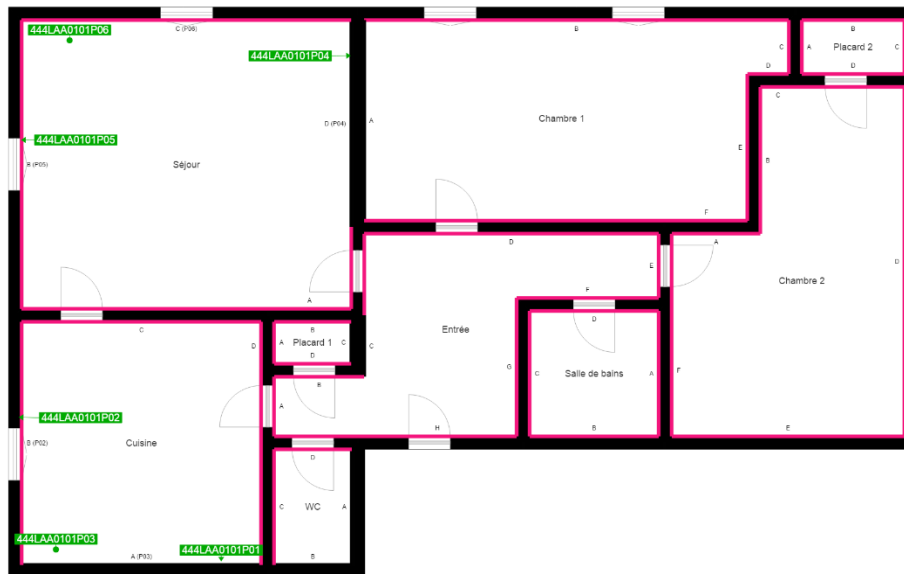 C (P06)
444LAA0101P06
444LAA0101P04
B
C
D
A
B
Placard 2
C
D
A
Chambre 1
D (P04)
E
F
444LAA0101P05
B (P05)
Séjour
A
C
B
A
D
Chambre 2
F
E
D
E
F
Entrée
C
G
B
A
H
B
A
Placard 1
C
D
D
C
Salle de bains
A
B
C
D
444LAA0101P02
B (P02)
Cuisine
444LAA0101P03
A (P03)
444LAA0101P01
D
C
WC
A
B